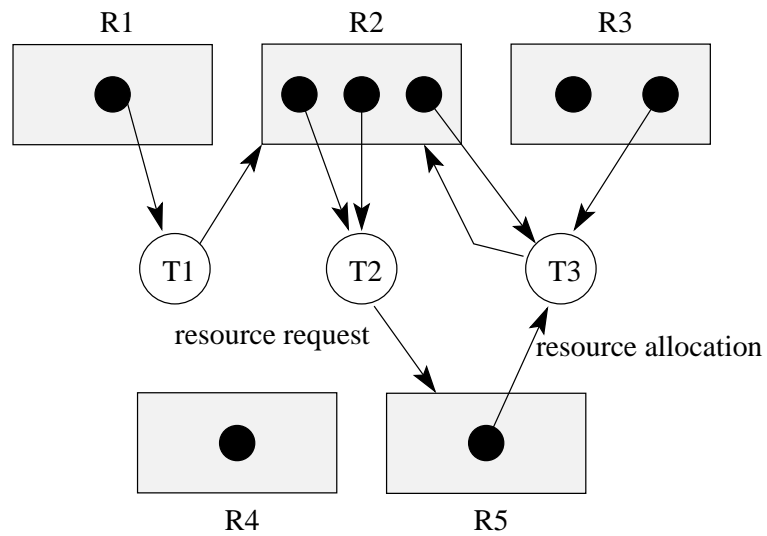 R1
R2
R3
T1
T2
T3
resource request
resource allocation
R4
R5